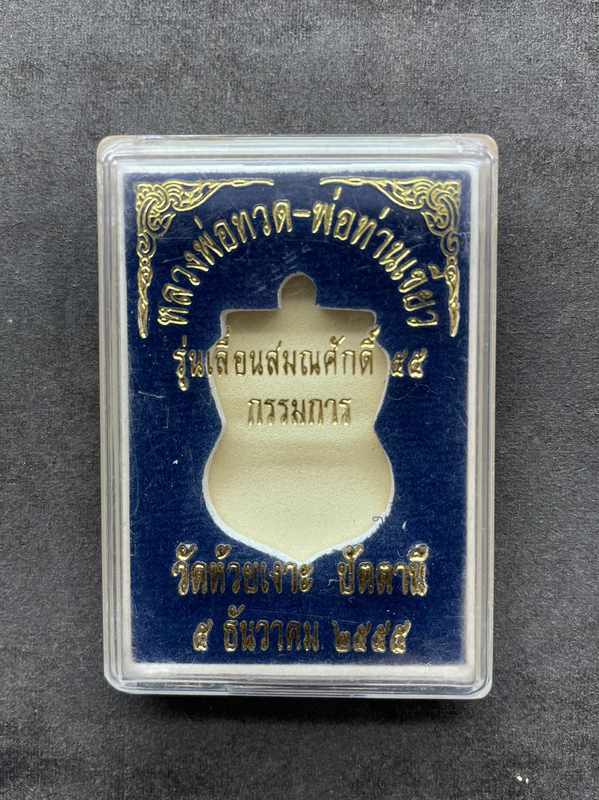 หลวงพ่อทวด-พ่อท่านเขียว
รุ่นเลื่อนสมณศักดิ์ ๕๕
กรรมการ
วัดห้วยเงาะ ปัตตานี
๕ ธันวาคม ๒๕๕๕